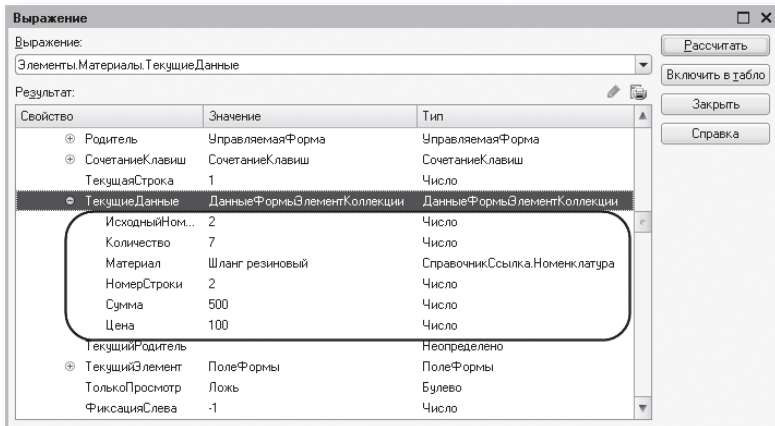 Выражение
Выражение:
Рассчитать
Элементы.Материалы.ТекущиеДанные
Включить в табло
Результат:
Закрыть
Свойство Значение Тип
Справка
Родитель УправляемаяФорма УправляемаяФорма
СочетаниеКлавиш СочетаниеКлавиш СочетаниеКлавиш
ТекущаяСтрока 1 Число
ТекущиеДанные ДанныеФормыЭлементКоллекции ДанныеФормыЭлементКоллекции
ИсходныйНом... 2 Число
Количество 7 Число
Материал Шланг резиновый СправочникСсылка.Номенклатура
НомерСтроки 2 Число
Сумма 500 Число
Цена 100 Число
ТекущийРодитель Неопределено
ТекущийЭлемент ПолеФормы ПолеФормы
ТолькоПросмотр Ложь Булево
ФиксацияСлева -1 Число